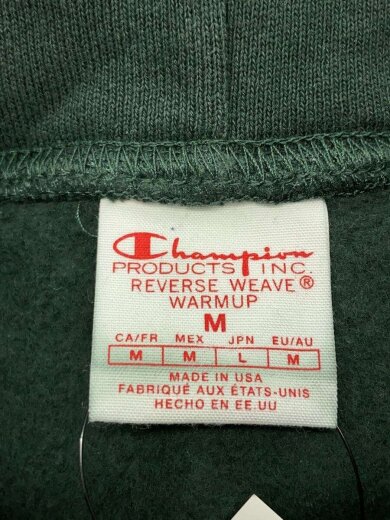 Champion
PRODUCTS INC.
REVERSE WEAVE®
WARMUP
M
CA/FR MEX JPN EU/AU
M M L M
MADE IN USA
FABRIQUÉ AUX ÉTATS-UNIS
HECHO EN EE.UU